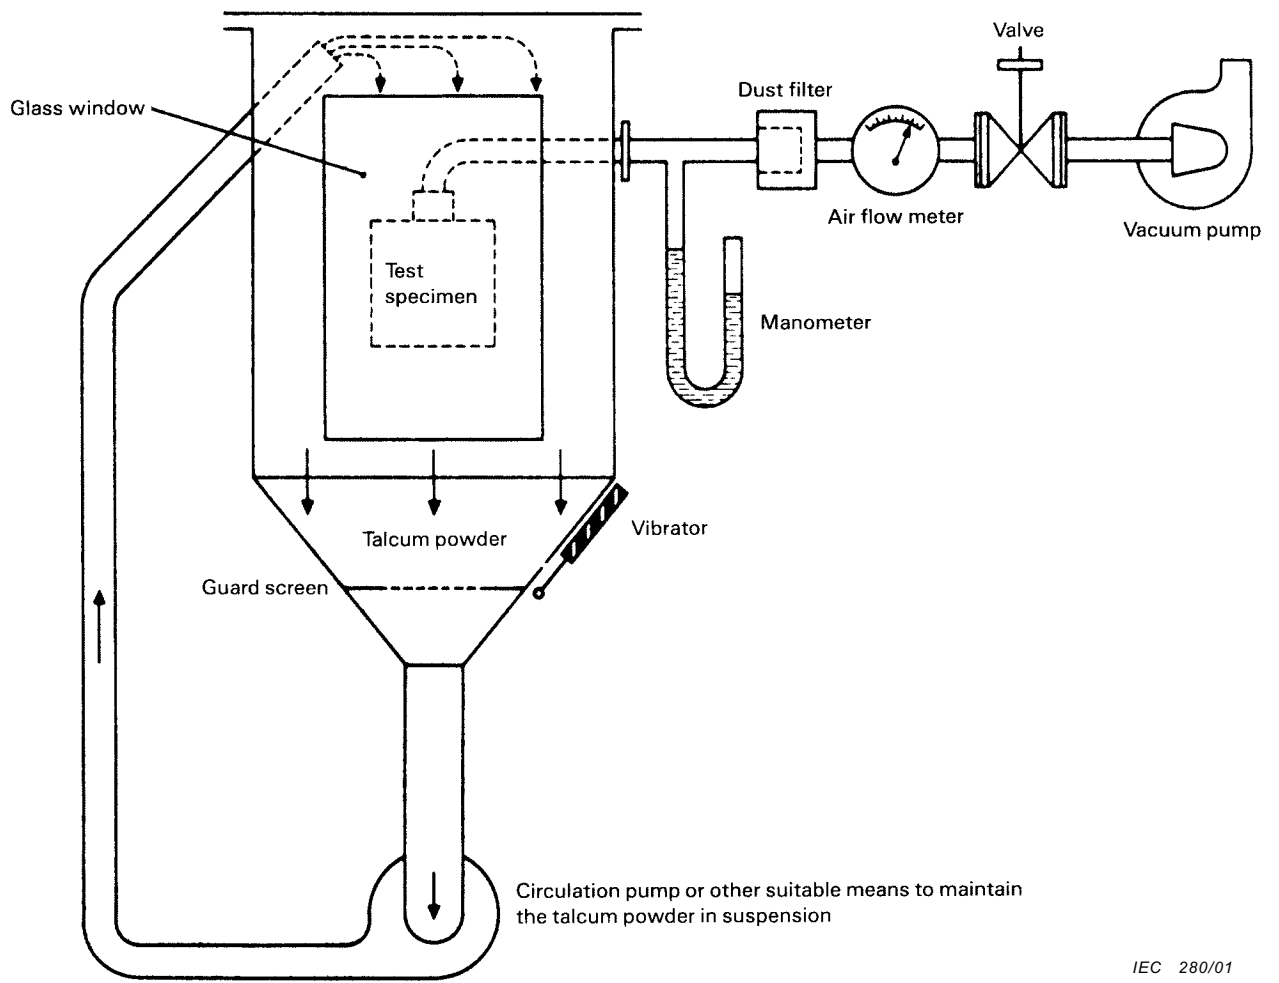 Valve
Dust filter
Glass window
Air flow meter
Vacuum pump
Test
specimen
Manometer
Vibrator
Talcum powder
Guard screen
Circulation pump or other suitable means to maintain
the talcum powder in suspension
IEC 280/01